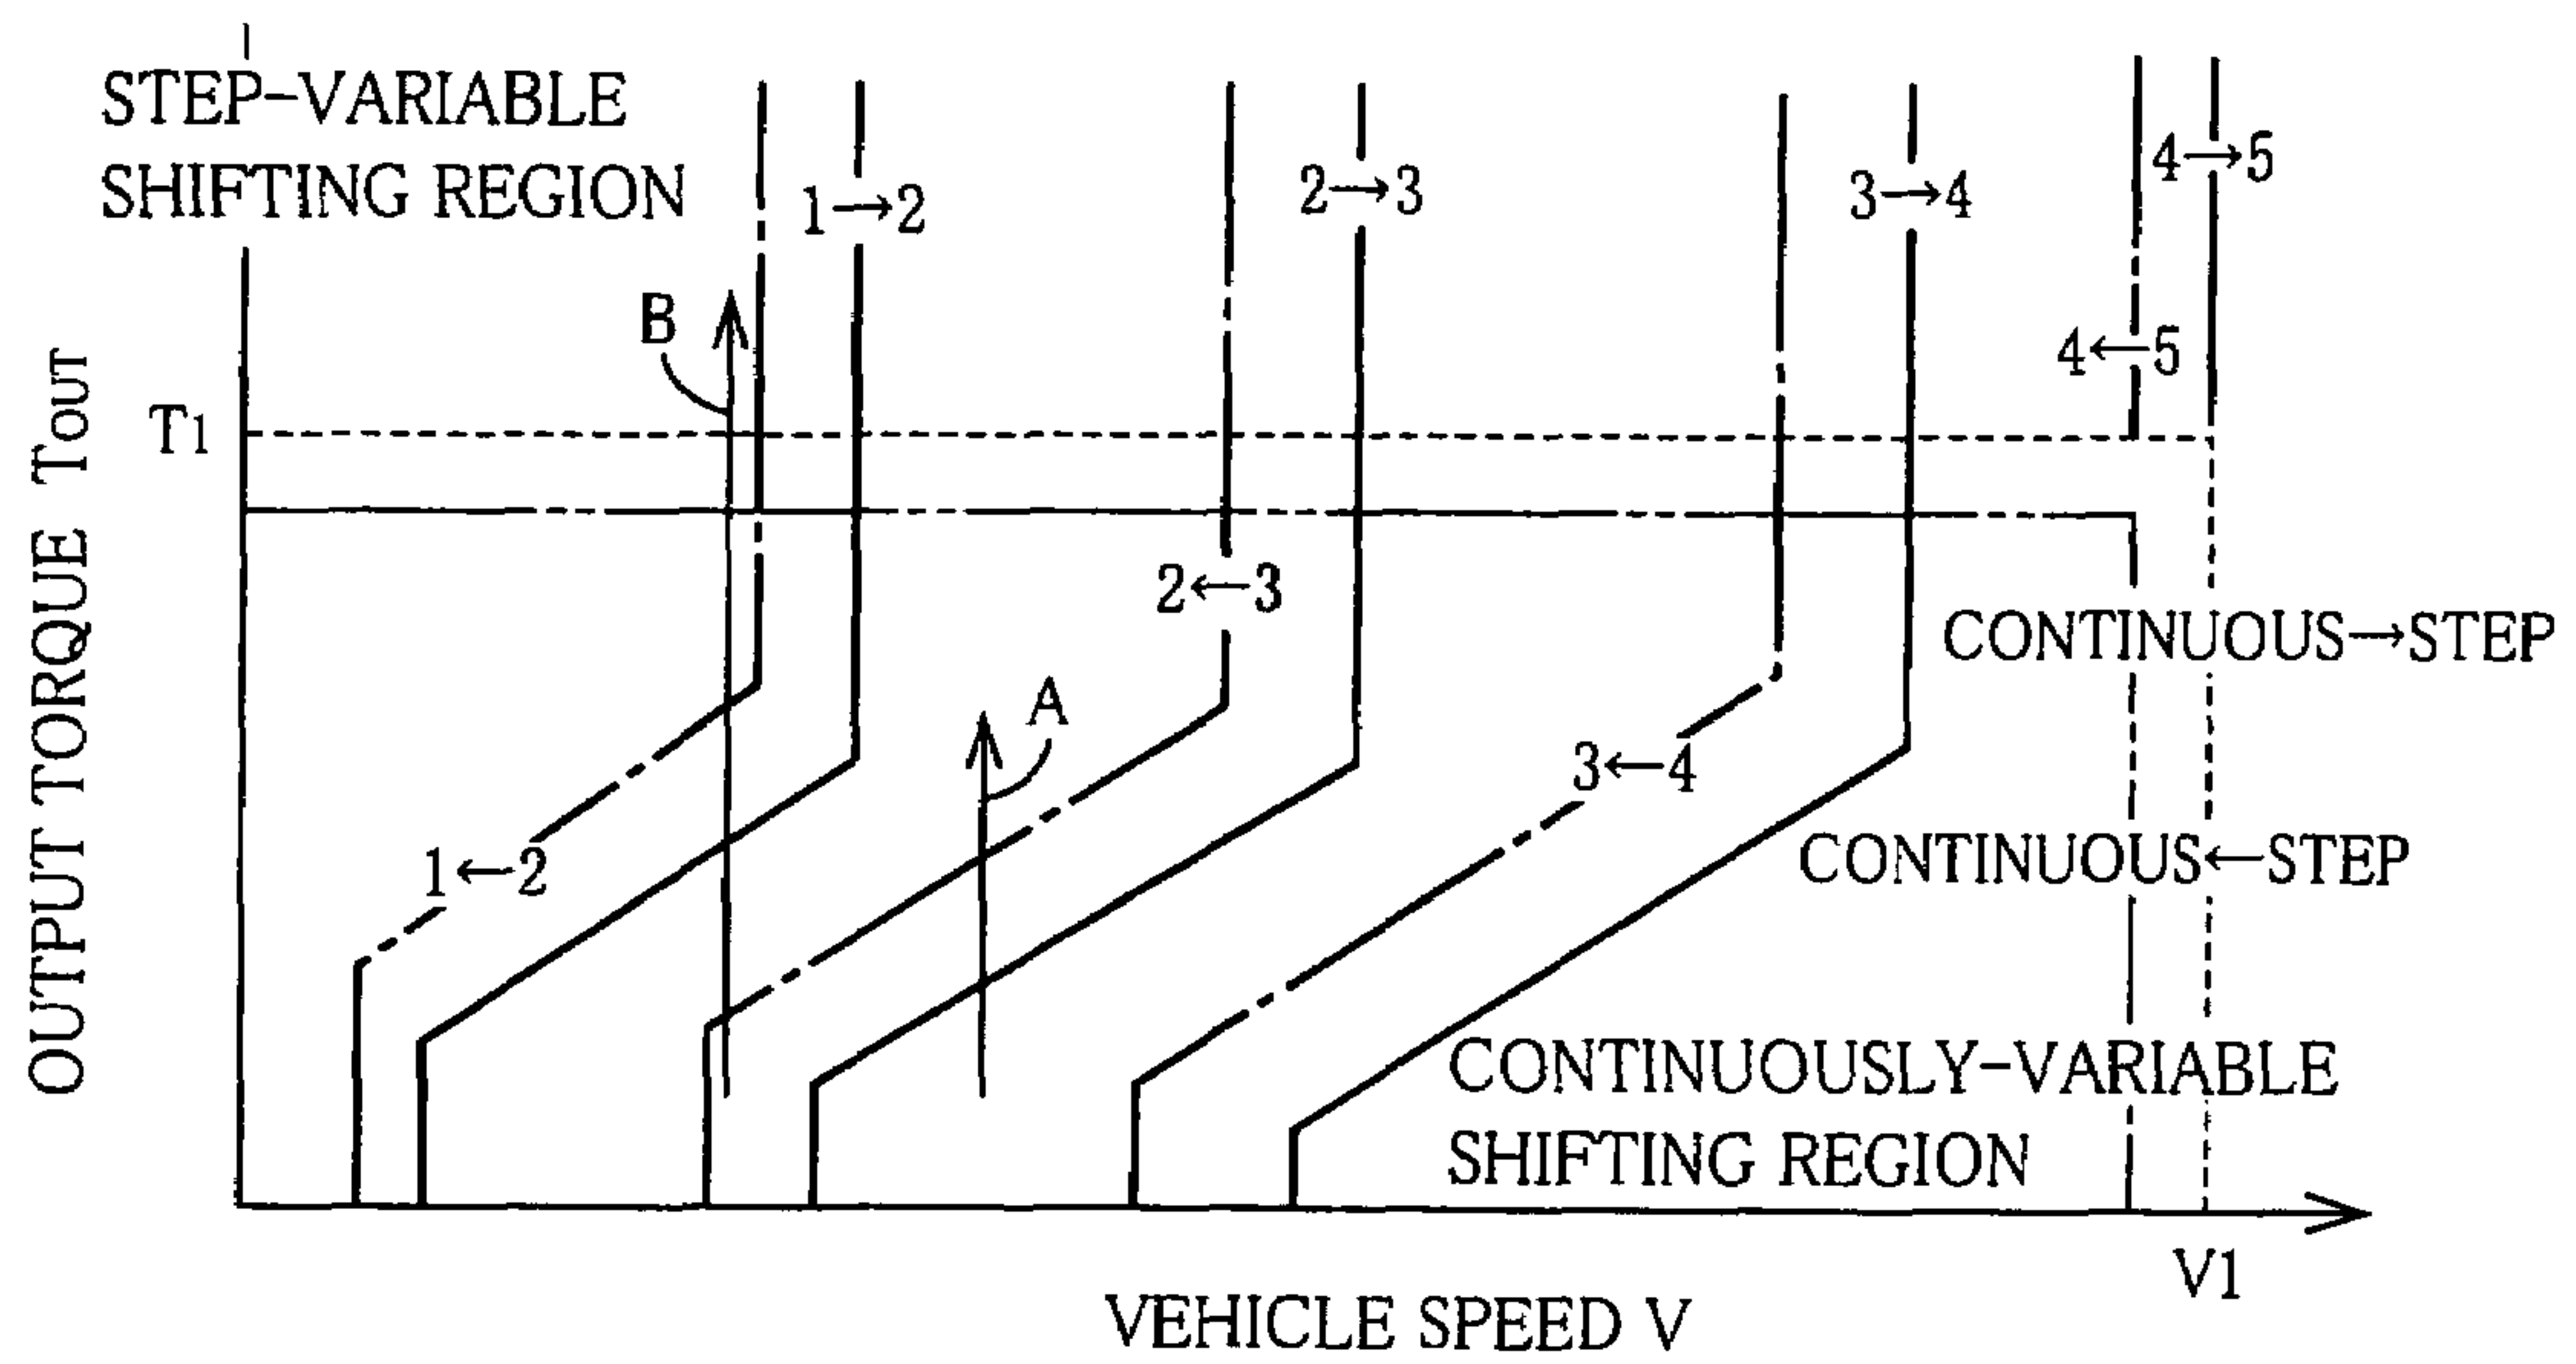 STEP-VARIABLE
SHIFTING REGION
1→2
2→3
3→4
4→5
B
4←5
T1
2←3
CONTINUOUS→STEP
A
3←4
1←2
CONTINUOUS←STEP
CONTINUOUSLY-VARIABLE
SHIFTING REGION
OUTPUT TORQUE TOUT
V1
VEHICLE SPEED V